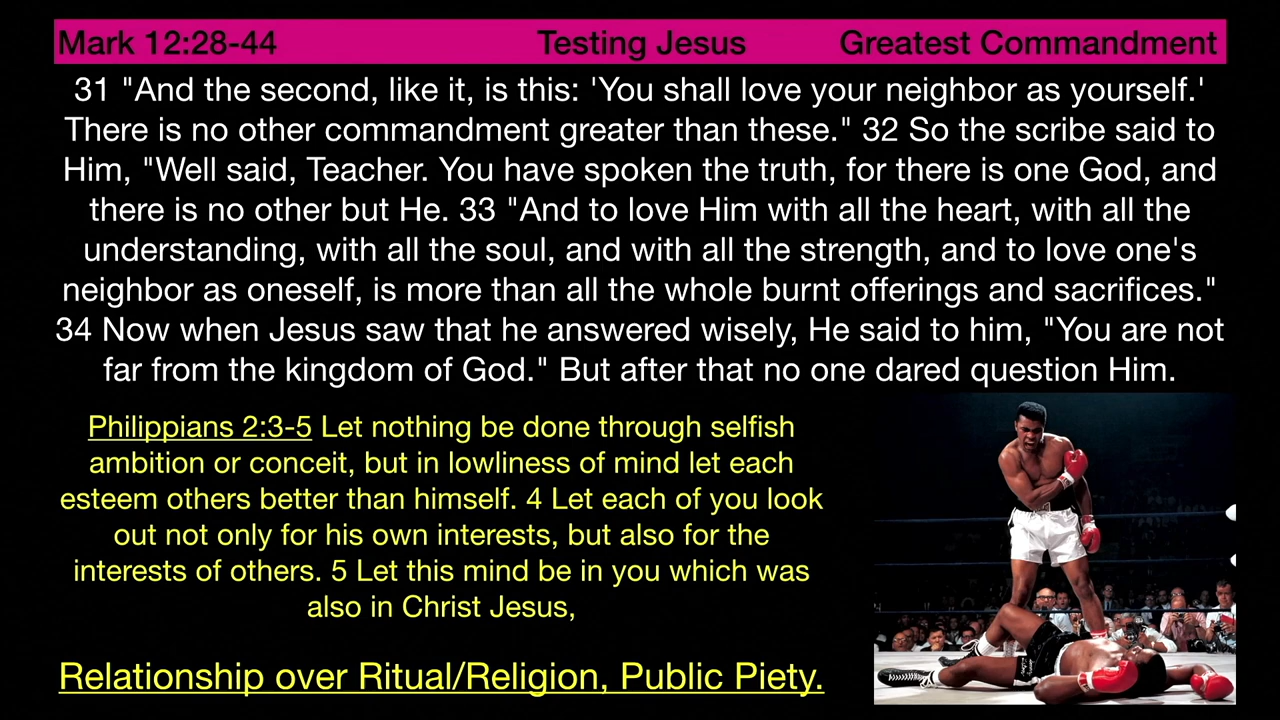 Mark 12:28-44 Testing Jesus Greatest Commandment
31 "And the second, like it, is this: 'You shall love your neighbor as yourself.'
There is no other commandment greater than these." 32 So the scribe said to
Him, "Well said, Teacher. You have spoken the truth, for there is one God, and
there is no other but He. 33 "And to love Him with all the heart, with all the
understanding, with all the soul, and with all the strength, and to love one's
neighbor as oneself, is more than all the whole burnt offerings and sacrifices."
34 Now when Jesus saw that he answered wisely, He said to him, "You are not
far from the kingdom of God." But after that no one dared question Him.
Philippians 2:3-5 Let nothing be done through selfish
ambition or conceit, but in lowliness of mind let each
esteem others better than himself. 4 Let each of you look
out not only for his own interests, but also for the
interests of others. 5 Let this mind be in you which was
also in Christ Jesus,
Relationship over Ritual/Religion, Public Piety.